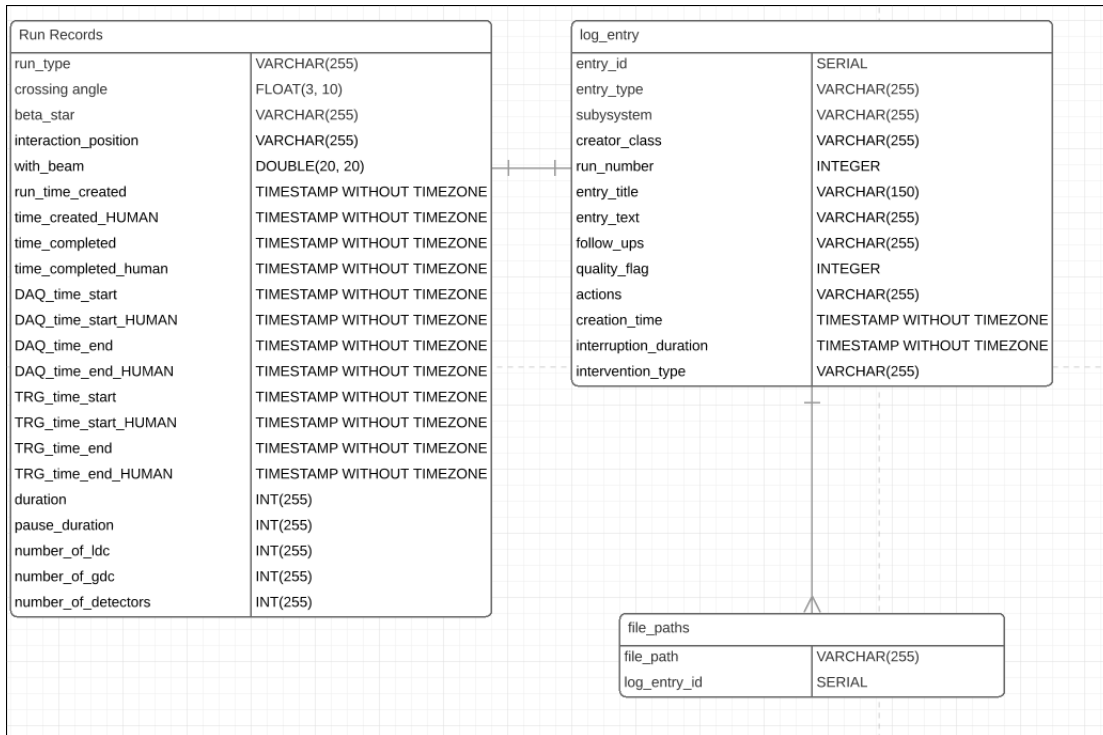 Run Records
run_type VARCHAR(255)
crossing angle FLOAT(3, 10)
beta_star VARCHAR(255)
interaction_position VARCHAR(255)
with_beam DOUBLE(20, 20)
run_time_created TIMESTAMP WITHOUT TIMEZONE
time_created_HUMAN TIMESTAMP WITHOUT TIMEZONE
time_completed TIMESTAMP WITHOUT TIMEZONE
time_completed_human TIMESTAMP WITHOUT TIMEZONE
DAQ_time_start TIMESTAMP WITHOUT TIMEZONE
DAQ_time_start_HUMAN TIMESTAMP WITHOUT TIMEZONE
DAQ_time_end TIMESTAMP WITHOUT TIMEZONE
DAQ_time_end_HUMAN TIMESTAMP WITHOUT TIMEZONE
TRG_time_start TIMESTAMP WITHOUT TIMEZONE
TRG_time_start_HUMAN TIMESTAMP WITHOUT TIMEZONE
TRG_time_end TIMESTAMP WITHOUT TIMEZONE
TRG_time_end_HUMAN TIMESTAMP WITHOUT TIMEZONE
duration INT(255)
pause_duration INT(255)
number_of_ldc INT(255)
number_of_gdc INT(255)
number_of_detectors INT(255)
log_entry
entry_id SERIAL
entry_type VARCHAR(255)
subysystem VARCHAR(255)
creator_class VARCHAR(255)
run_number INTEGER
entry_title VARCHAR(150)
entry_text VARCHAR(255)
follow_ups VARCHAR(255)
quality_flag INTEGER
actions VARCHAR(255)
creation_time TIMESTAMP WITHOUT TIMEZONE
interruption_duration TIMESTAMP WITHOUT TIMEZONE
intervention_type VARCHAR(255)
file_paths
file_path VARCHAR(255)
log_entry_id SERIAL